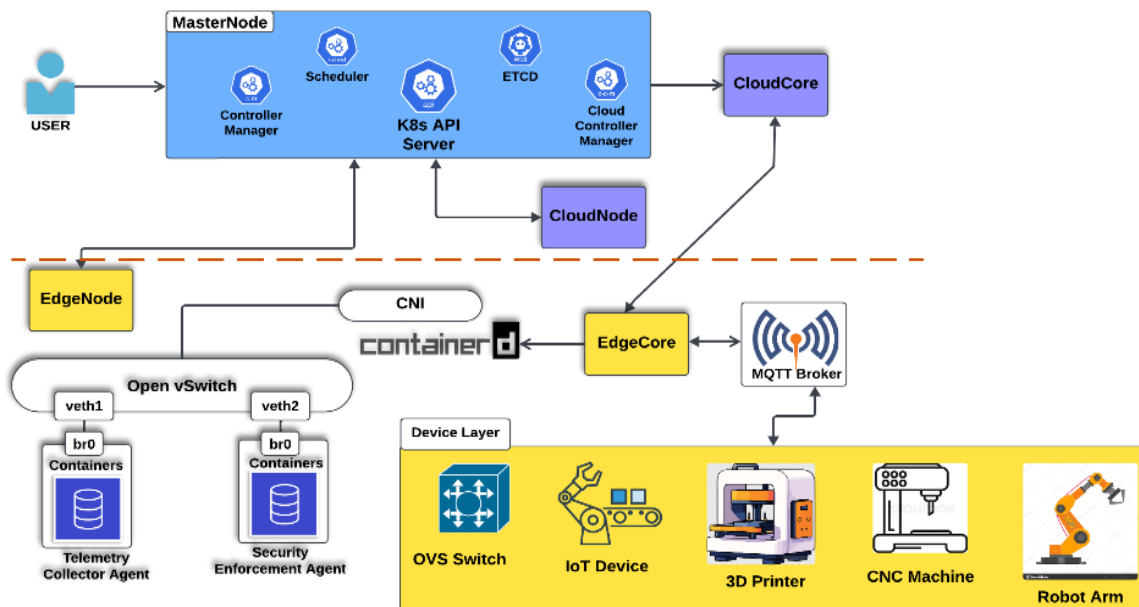 MasterNode
Scheduler
ETCD
Controller
Manager
api
K8s API
Server
Cloud
Controller
Manager
CloudCore
USER
CloudNode
EdgeNode
CNI
containerd
EdgeCore
MQTT Broker
Open vSwitch
veth1
veth2
br0
br0
Containers
Containers
Telemetry
Collector Agent
Security
Enforcement Agent
Device Layer
OVS Switch
IoT Device
3D Printer
CNC Machine
Robot Arm